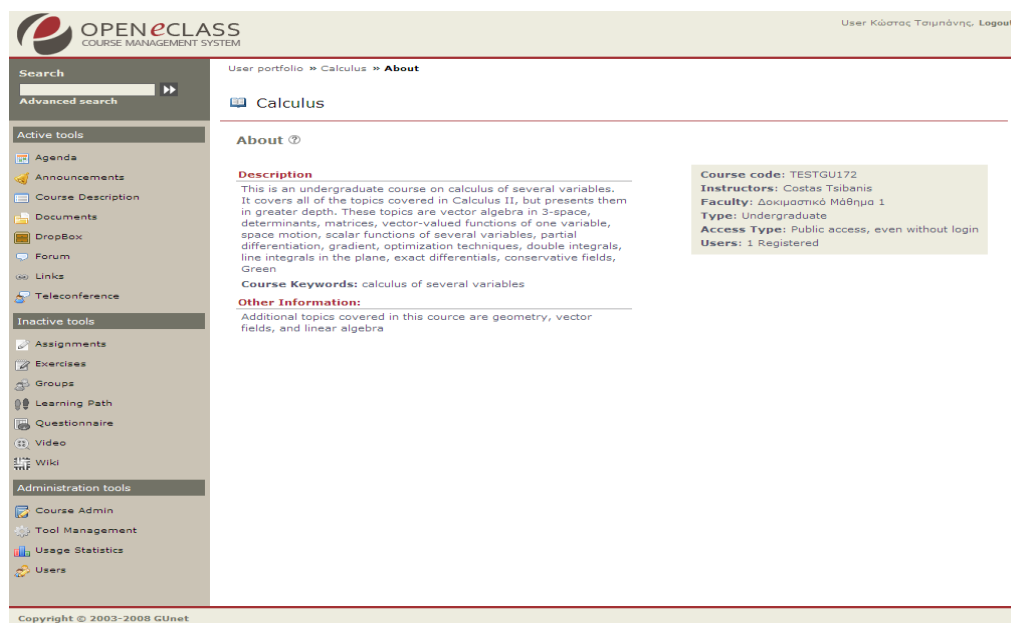 OPEN eCLASS
COURSE MANAGEMENT SYSTEM
User Κώστας Τσιμπάνης, Logout
Search
Advanced search
User portfolio » Calculus » About
Calculus
Active tools
Agenda
Announcements
Course Description
Documents
DropBox
Forum
Links
Teleconference
Inactive tools
Assignments
Exercises
Groups
Learning Path
Questionnaire
Video
Wiki
Administration tools
Course Admin
Tool Management
Usage Statistics
Users
About ?
Description
This is an undergraduate course on calculus of several variables.
It covers all of the topics covered in Calculus II, but presents them
in greater depth. These topics are vector algebra in 3-space,
determinants, matrices, vector-valued functions of one variable,
space motion, scalar functions of several variables, partial
differentiation, gradient, optimization techniques, double integrals,
line integrals in the plane, exact differentials, conservative fields,
Green
Course Keywords: calculus of several variables
Other Information:
Additional topics covered in this cource are geometry, vector
fields, and linear algebra
Course code: TESTGU172
Instructors: Costas Tsibanis
Faculty: Δοκιμαστικό Μάθημα 1
Type: Undergraduate
Access Type: Public access, even without login
Users: 1 Registered
Copyright © 2003-2008 GUnet